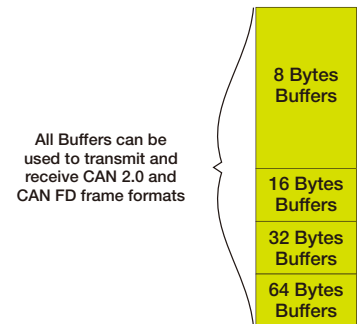 All Buffers can be
used to transmit and
receive CAN 2.0 and
CAN FD frame formats
8 Bytes
Buffers
16 Bytes
Buffers
32 Bytes
Buffers
64 Bytes
Buffers